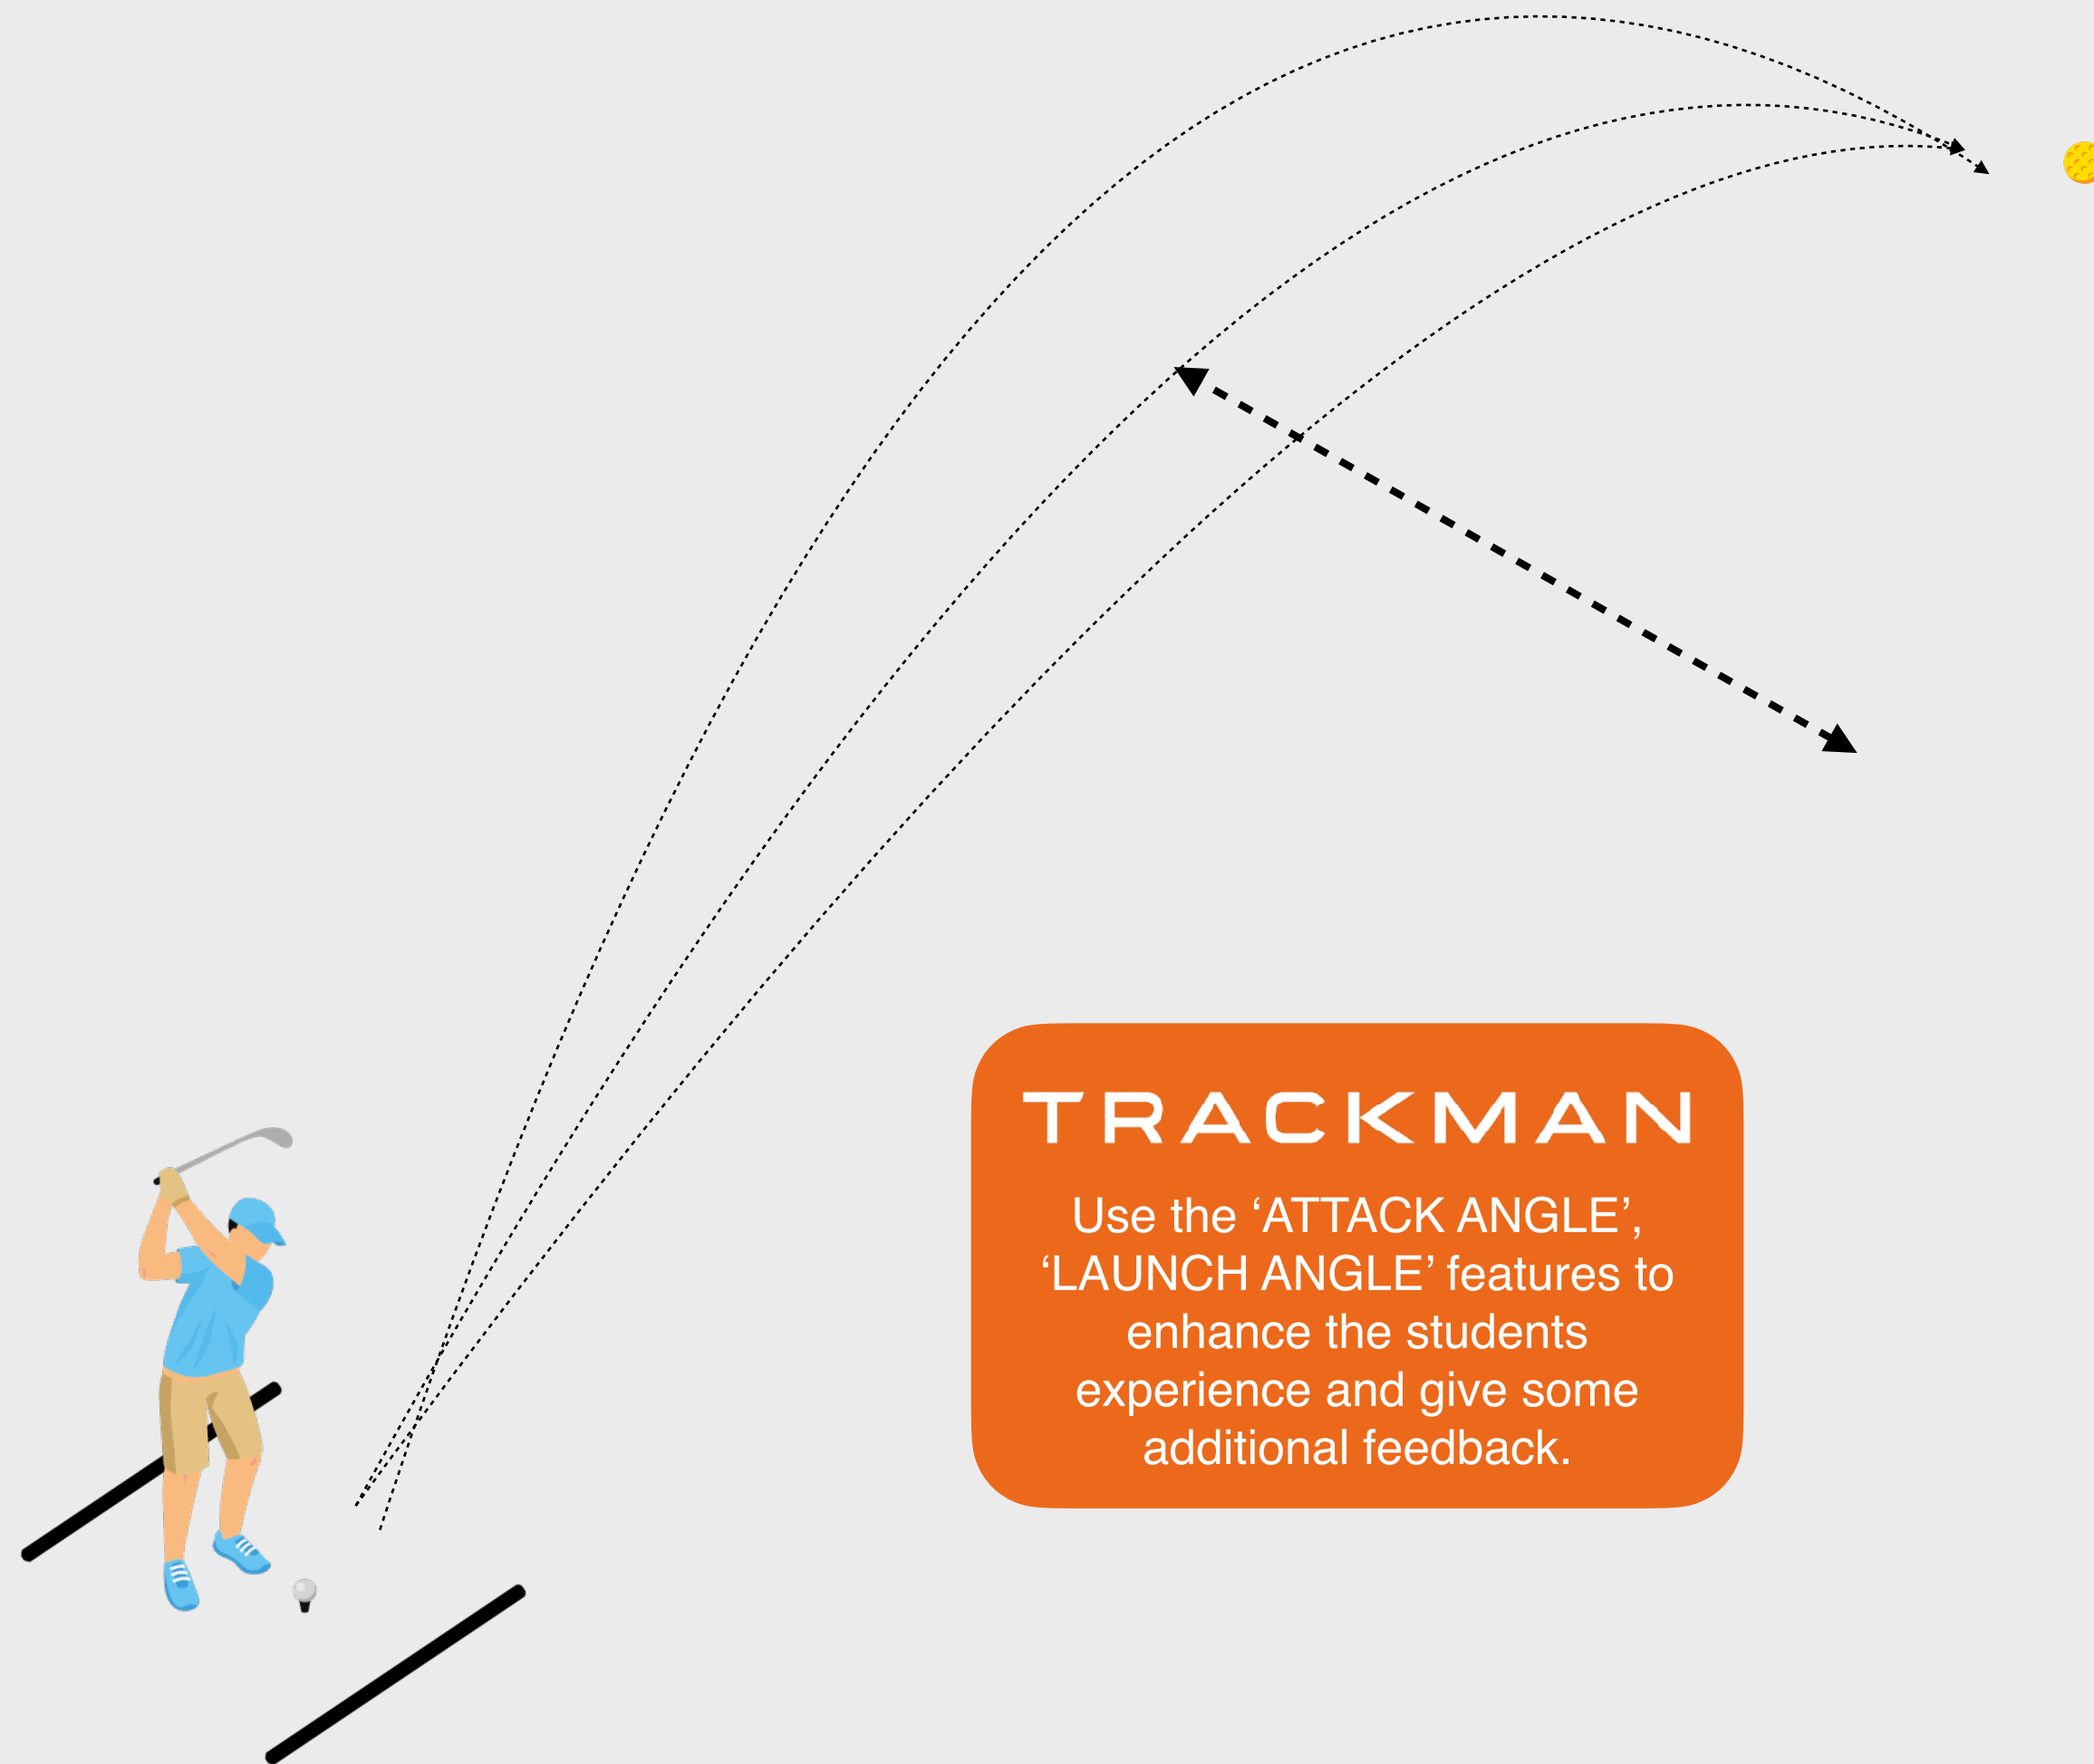 TRACKMAN
Use the ‘ATTACK ANGLE’,
‘LAUNCH ANGLE’ features to
enhance the students
experience and give some
additional feedback.